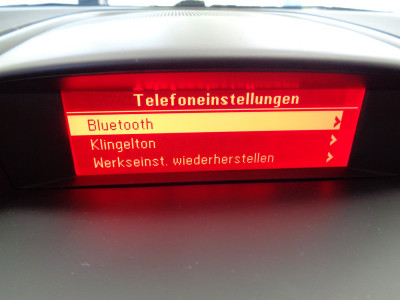 Telefoneinstellungen
Bluetooth
Klingelton
Werkseinst. wiederherstellen